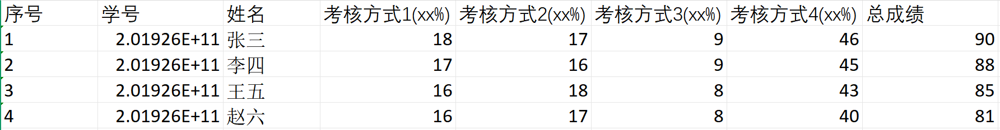 序号 学号 姓名 考核方式1(xx%) 考核方式2(xx%) 考核方式3(xx%) 考核方式4(xx%) 总成绩
1 2.01926E+11 张三 18 17 9 46 90
2 2.01926E+11 李四 17 16 9 45 88
3 2.01926E+11 王五 16 18 8 43 85
4 2.01926E+11 赵六 16 17 8 40 81